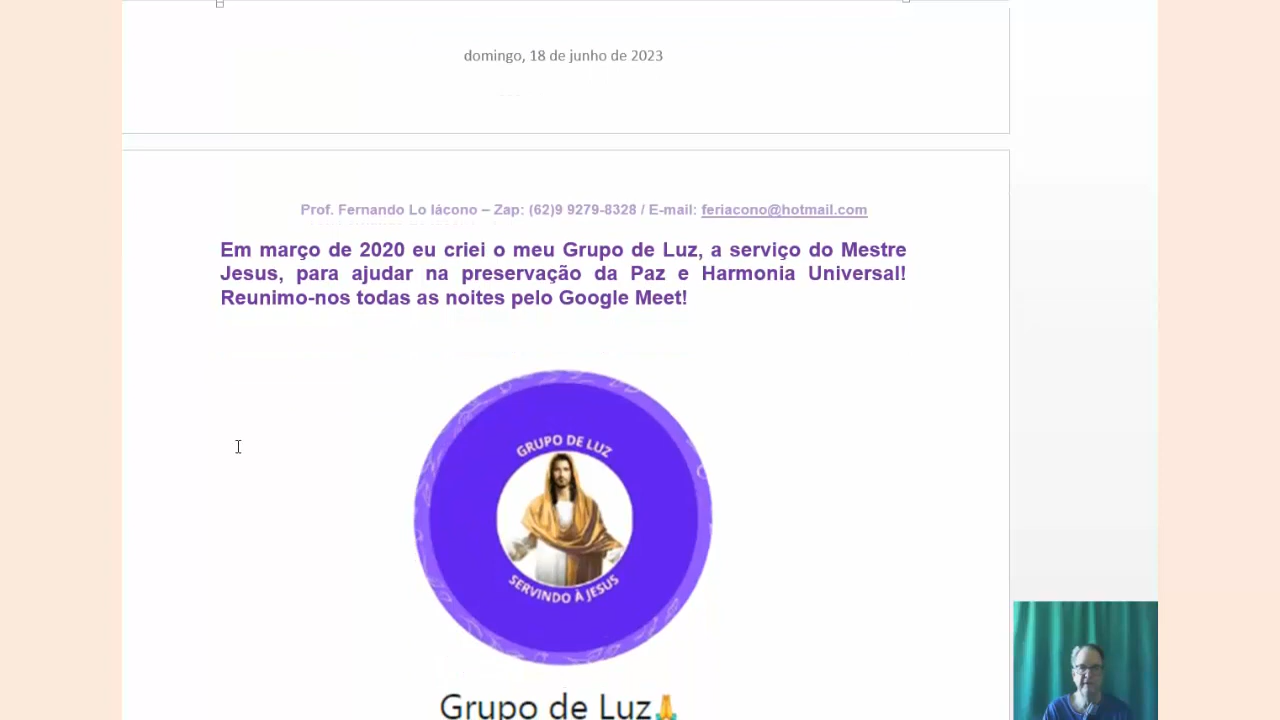 domingo, 18 de junho de 2023
Prof. Fernando Lo Iácono – Zap: (62)9 9279-8328 / E-mail: feriacono@hotmail.com
Em março de 2020 eu criei o meu Grupo de Luz, a serviço do Mestre
Jesus, para ajudar na preservação da Paz e Harmonia Universal!
Reunimo-nos todas as noites pelo Google Meet!
GRUPO DE LUZ
SERVINDO À JESUS
Grupo de Luz🙏